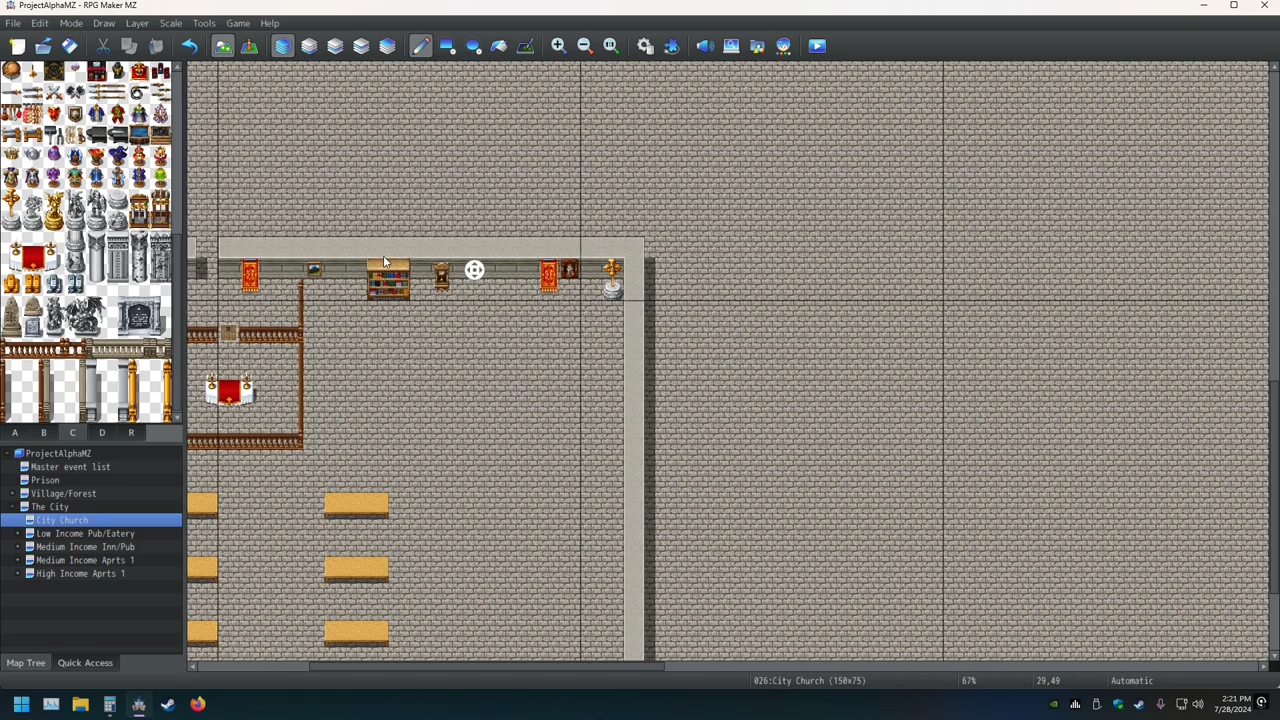 ProjectAlphaMZ - RPG Maker MZ
File Edit Mode Draw Layer Scale Tools Game Help
A B C D R
ProjectAlphaMZ
Master event list
Prison
Village/Forest
The City
City Church
Low Income Pub/Eatery
Medium Income Inn/Pub
Medium Income Aprts 1
High Income Aprts 1
Map Tree Quick Access
026:City Church (150x75) 67% 29,49 Automatic
2:21 PM
7/28/2024